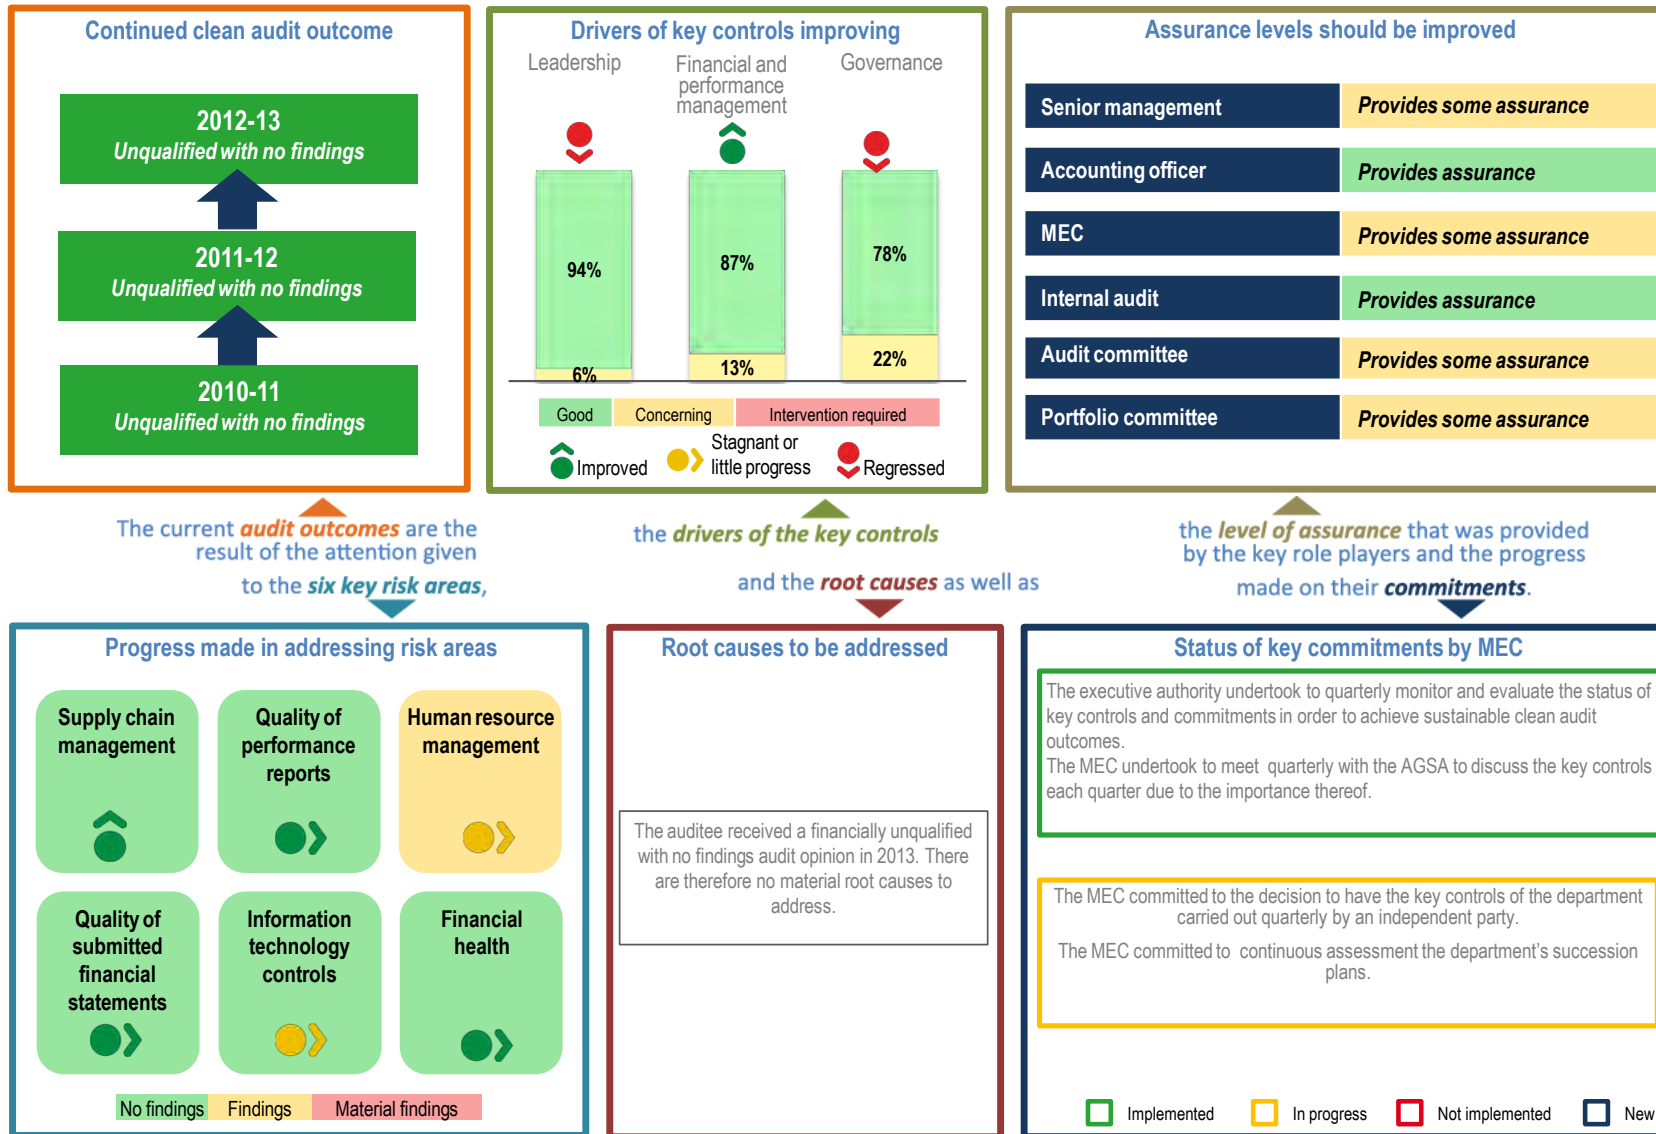 Continued clean audit outcome
2012-13
Unqualified with no findings
2011-12
Unqualified with no findings
2010-11
Unqualified with no findings
Drivers of key controls improving
Leadership
Financial and
performance
management
Governance
94%
87%
78%
6%
13%
22%
Good
Concerning
Intervention required
Improved
Stagnant or
little progress
Regressed
Assurance levels should be improved
Senior management
Provides some assurance
Accounting officer
Provides assurance
MEC
Provides some assurance
Internal audit
Provides assurance
Audit committee
Provides some assurance
Portfolio committee
Provides some assurance
The current audit outcomes are the
result of the attention given
to the six key risk areas,
the drivers of the key controls
and the root causes as well as
the level of assurance that was provided
by the key role players and the progress
made on their commitments.
Progress made in addressing risk areas
Supply chain
management
Quality of
performance
reports
Human resource
management
Quality of
submitted
financial
statements
Information
technology
controls
Financial
health
No findings
Findings
Material findings
Root causes to be addressed
The auditee received a financially unqualified
with no findings audit opinion in 2013. There
are therefore no material root causes to
address.
Status of key commitments by MEC
The executive authority undertook to quarterly monitor and evaluate the status of
key controls and commitments in order to achieve sustainable clean audit
outcomes.
The MEC undertook to meet quarterly with the AGSA to discuss the key controls
each quarter due to the importance thereof.
The MEC committed to the decision to have the key controls of the department
carried out quarterly by an independent party.
The MEC committed to continuous assessment the department's succession
plans.
Implemented
In progress
Not implemented
New